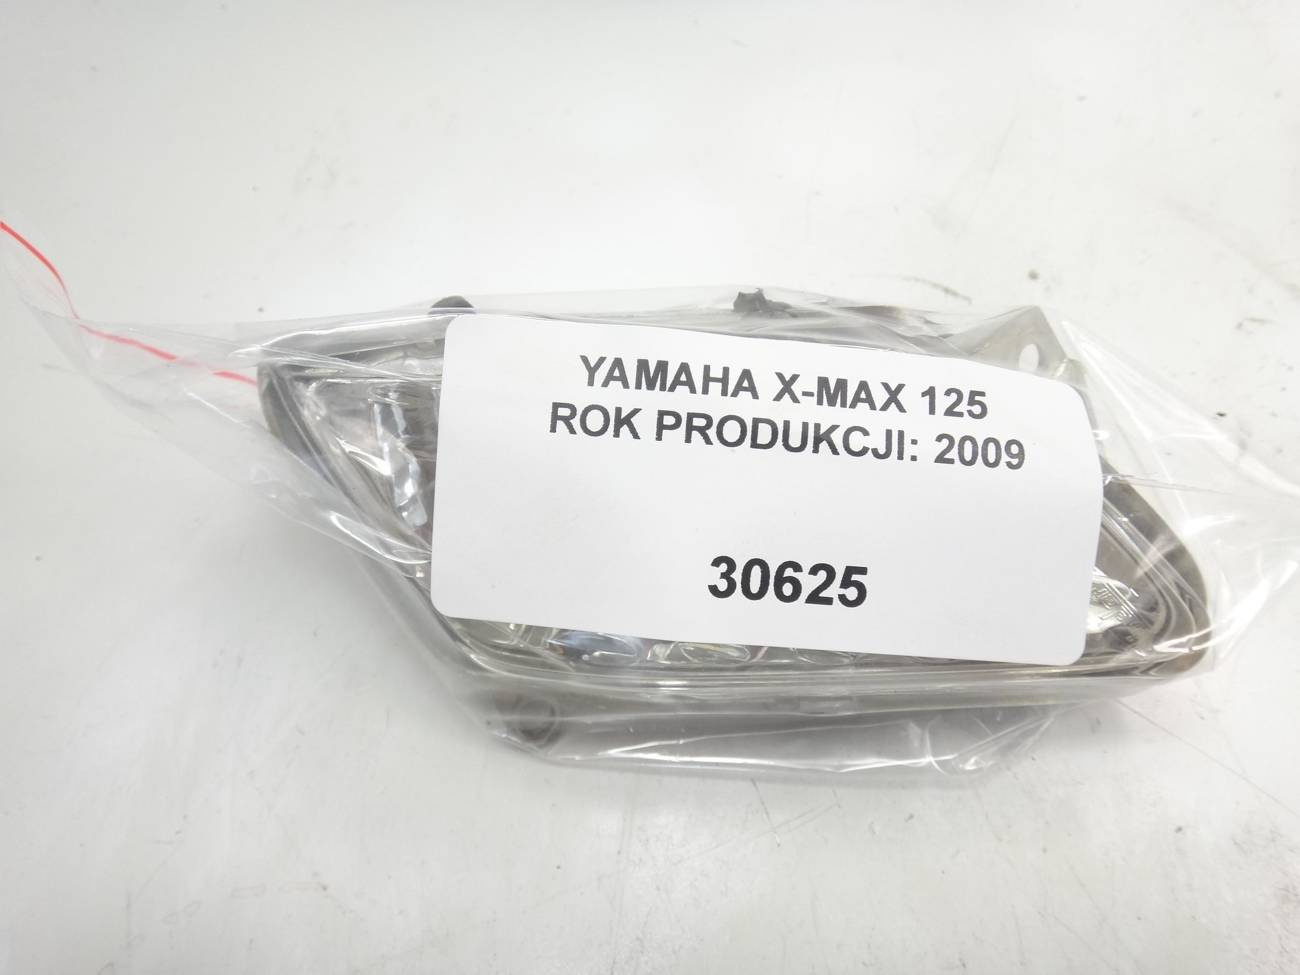 YAMAHA X-MAX 125
ROK PRODUKCJI: 2009
30625